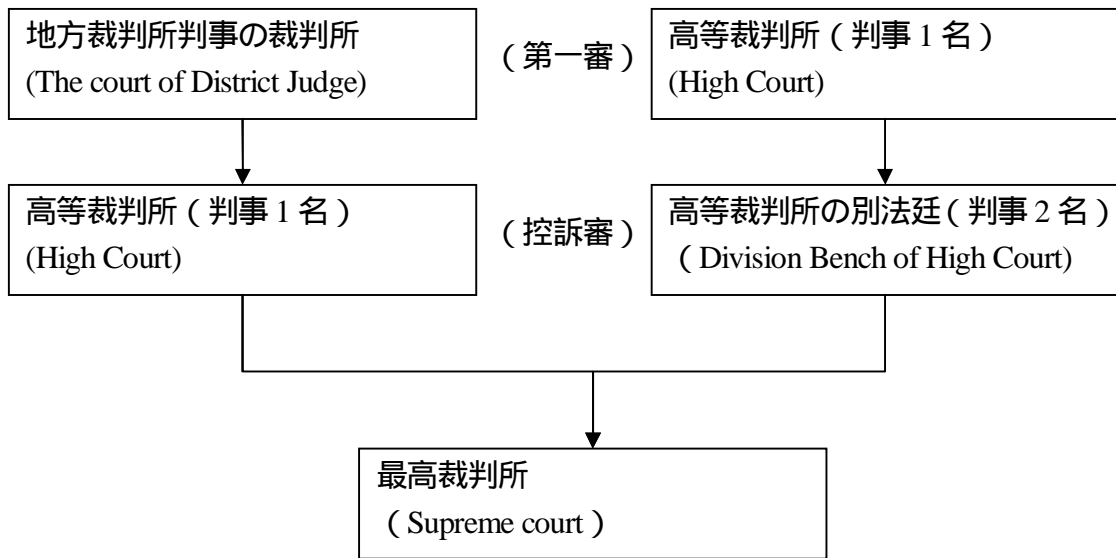 地方裁判所判事の裁判所
(The court of District Judge)
（第一審）
高等裁判所（判事1名）
(High Court)
高等裁判所（判事1名）
(High Court)
（控訴審）
高等裁判所の別法廷（判事2名）
（Division Bench of High Court)
最高裁判所
（Supreme court）